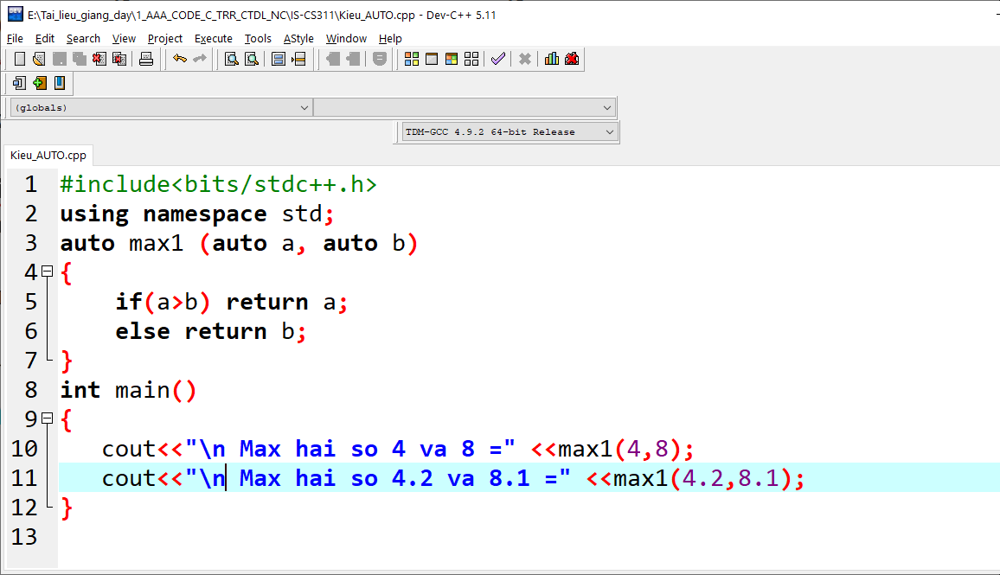 E:\Tai_lieu_giang_day\1_AAA_CODE_C_TRR_CTDL_NC\IS-CS311\Kieu_AUTO.cpp - Dev-C++ 5.11
File Edit Search View Project Execute Tools AStyle Window Help
(globals)
TDM-GCC 4.9.2 64-bit Release
Kieu_AUTO.cpp
1 #include<bits/stdc++.h>
2 using namespace std;
3 auto max1 (auto a, auto b)
4 {
5 if(a>b) return a;
6 else return b;
7 }
8 int main()
9 {
10 cout<<"\n Max hai so 4 va 8 =" <<max1(4,8);
11 cout<<"\n Max hai so 4.2 va 8.1 =" <<max1(4.2,8.1);
12 }
13